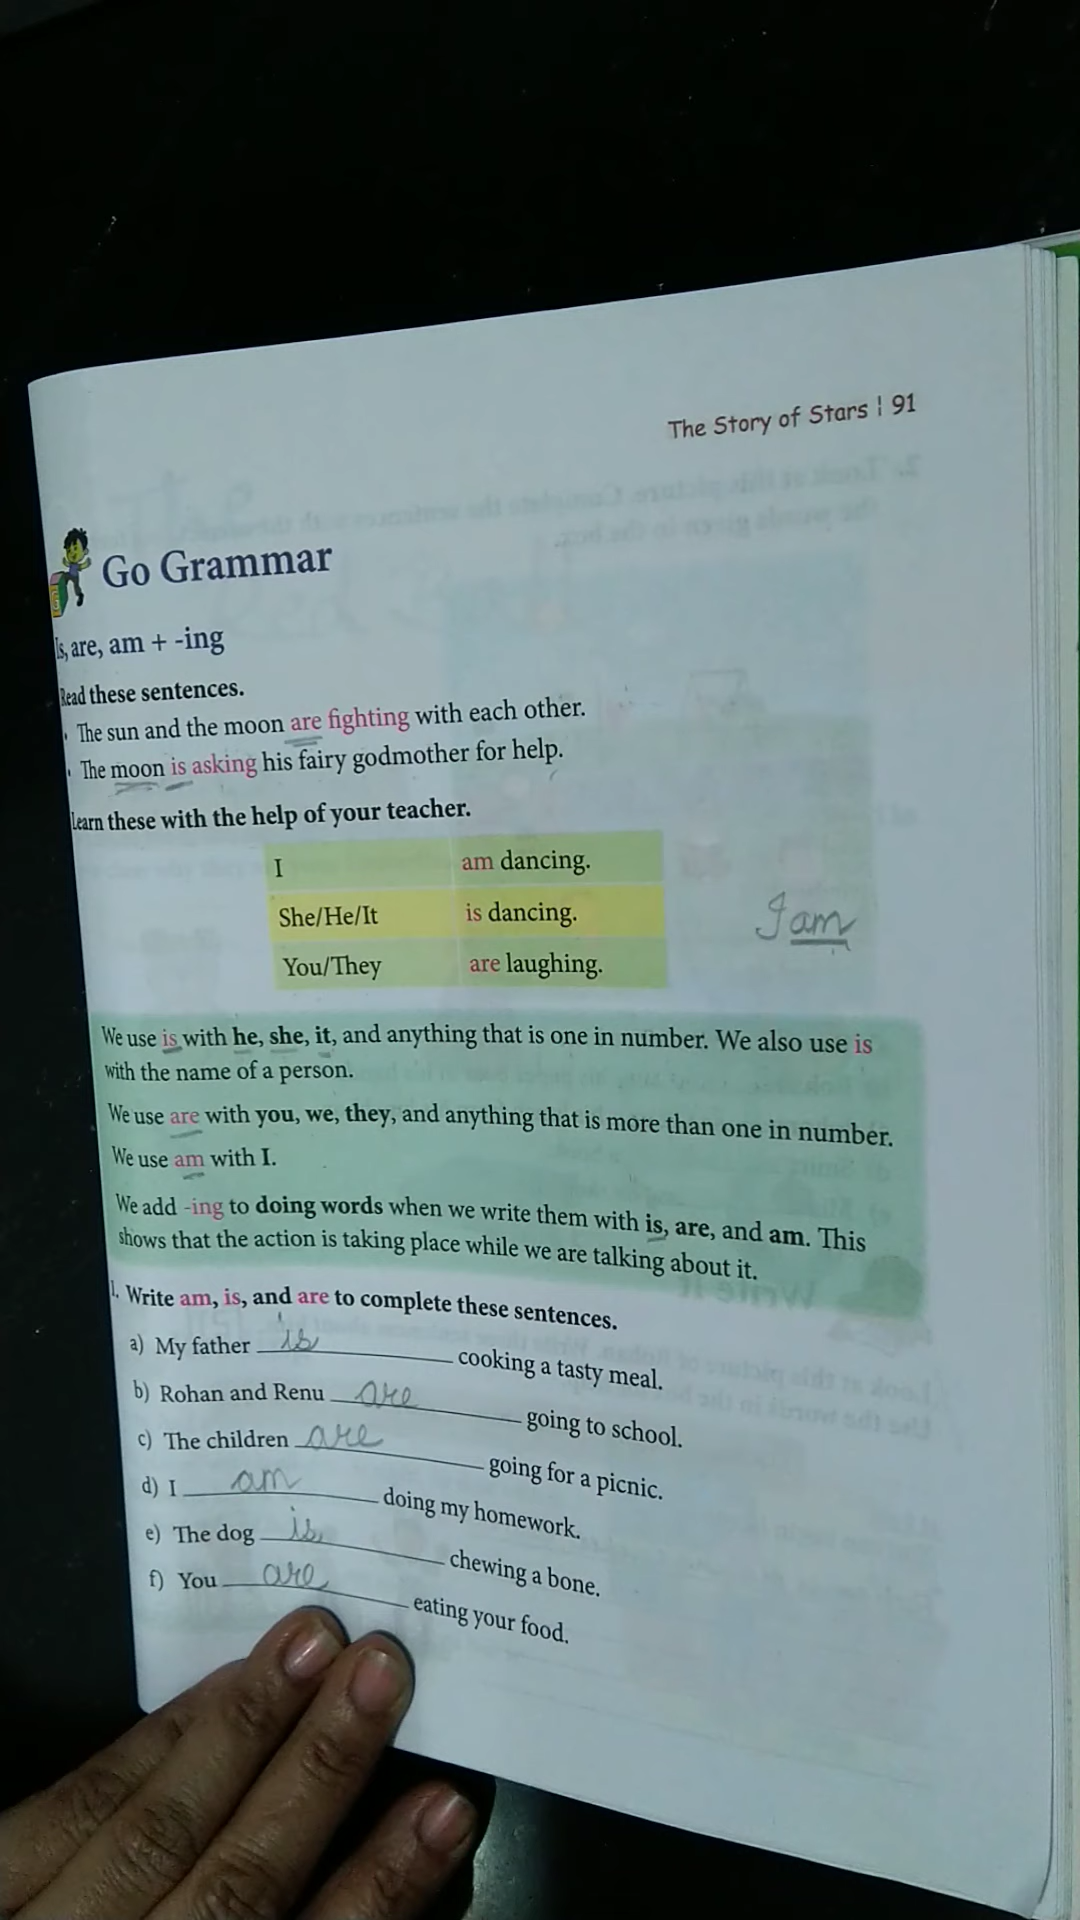 The Story of Stars | 91
Go Grammar
Is, are, am + -ing
Read these sentences.
The sun and the moon are fighting with each other.
The moon is asking his fairy godmother for help.
Learn these with the help of your teacher.
I am dancing.
She/He/It is dancing.
I am
You/They are laughing.
We use is with he, she, it, and anything that is one in number. We also use is
with the name of a person.
We use are with you, we, they, and anything that is more than one in number.
We use am with I.
We add -ing to doing words when we write them with is, are, and am. This
shows that the action is taking place while we are talking about it.
1. Write am, is, and are to complete these sentences.
a) My father is cooking a tasty meal.
b) Rohan and Renu are going to school.
c) The children are going for a picnic.
d) I am doing my homework.
e) The dog is chewing a bone.
f) You are eating your food.